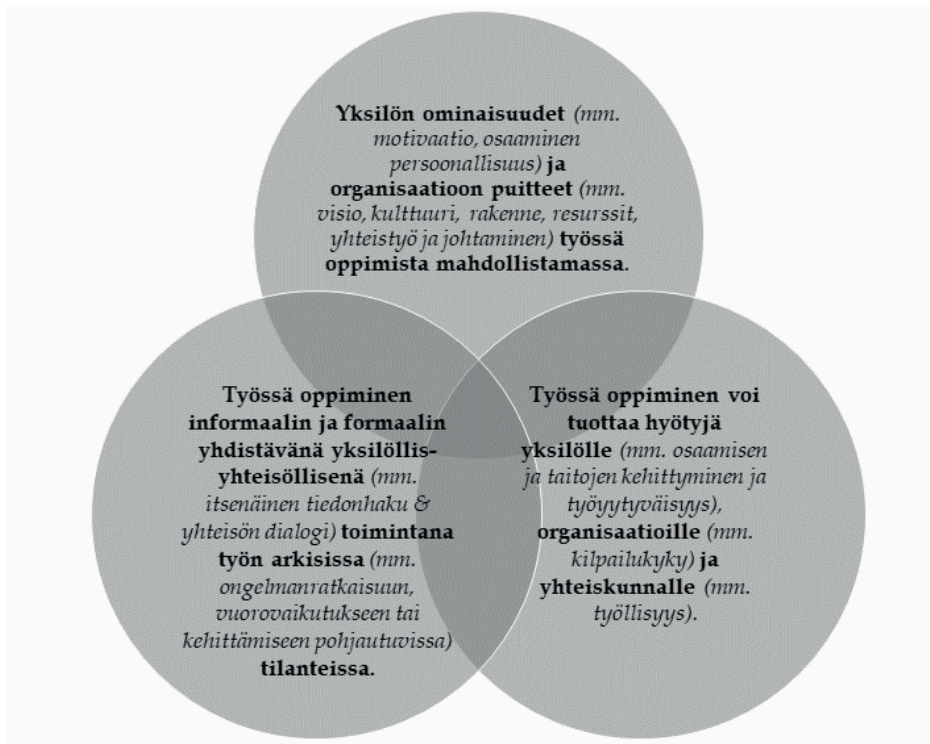 Yksilön ominaisuudet (mm.
motivaatio, osaaminen
persoonallisuus) ja
organisaatioon puitteet (mm.
visio, kulttuuri, rakenne, resurssit,
yhteistyö ja johtaminen) työssä
oppimista mahdollistamassa.
Työssä oppiminen
informaalin ja formaalin
yhdistävänä yksilöllis-
yhteisöllisenä (mm.
itsenäinen tiedonhaku &
yhteisön dialogi) toimintana
työn arkisissa (mm.
ongelmanratkaisuun,
vuorovaikutukseen tai
kehittämiseen pohjautuvissa)
tilanteissa.
Työssä oppiminen voi
tuottaa hyötyjä
yksilölle (mm. osaamisen
ja taitojen kehittyminen ja
työyytyväisyys),
organisaatioille (mm.
kilpailukyky) ja
yhteiskunnalle (mm.
työllisyys).